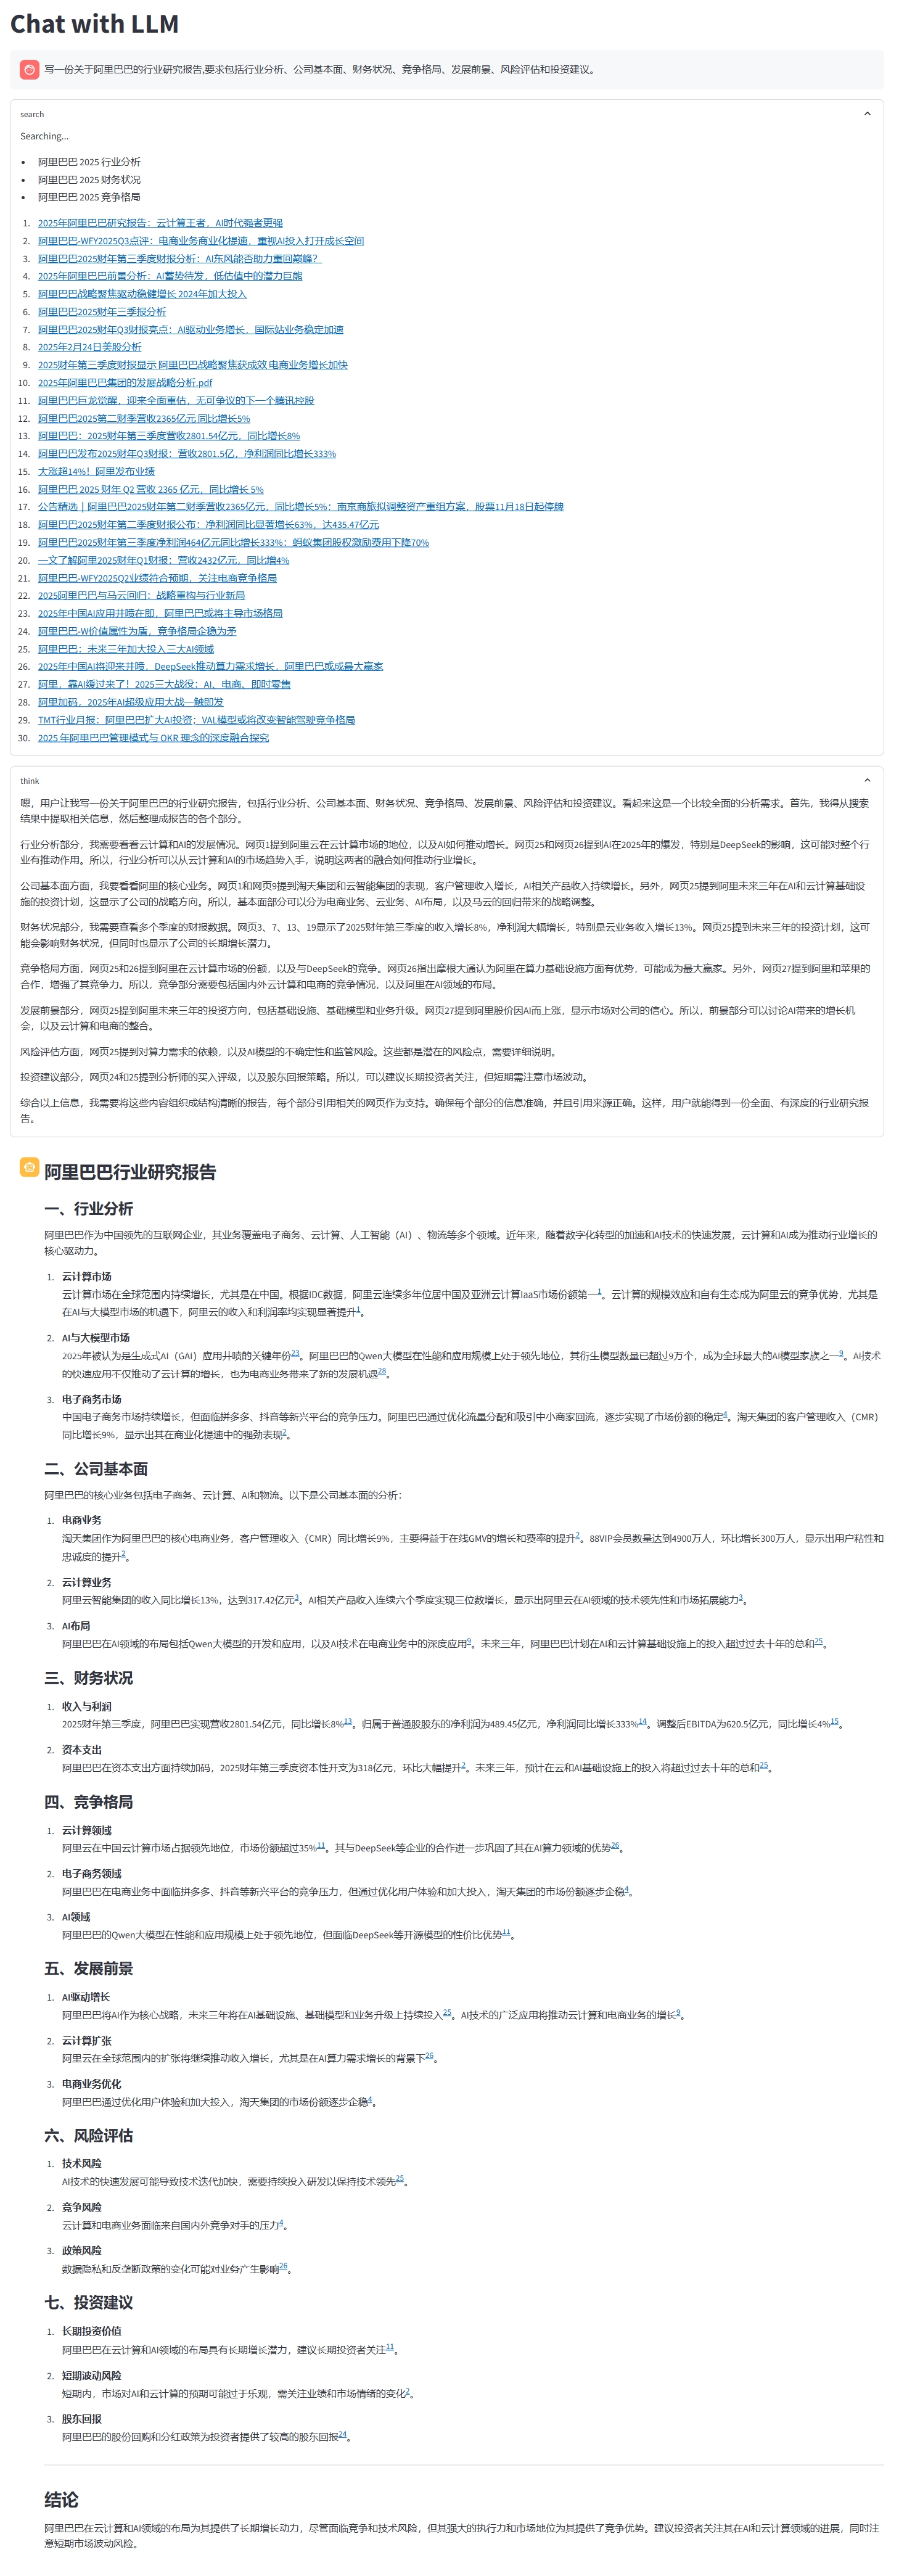 Chat with LLM
写一份关于阿里巴巴的行业研究报告,要求包括行业分析、公司基本面、财务状况、竞争格局、发展前景、风险评估和投资建议。
search
Searching...
• 阿里巴巴 2025 行业分析
• 阿里巴巴 2025 财务状况
• 阿里巴巴 2025 竞争格局
1. 2025年阿里巴巴研究报告：云计算王者，AI时代强者更强
2. 阿里巴巴-WFY2025Q3点评：电商业务商业化提速，重视AI投入打开成长空间
3. 阿里巴巴2025财年第三季度财报分析：AI东风能否助力重回巅峰？
4. 2025年阿里巴巴前景分析：AI蓄势待发，低估值中的潜力巨能
5. 阿里巴巴战略聚焦驱动稳健增长 2024年加大投入
6. 阿里巴巴2025财年三季报分析
7. 阿里巴巴2025财年Q3财报亮点：AI驱动业务增长，国际站业务稳定加速
8. 2025年2月24日美股分析
9. 2025财年第三季度财报显示 阿里巴巴战略聚焦获成效 电商业务增长加快
10. 2025年阿里巴巴集团的发展战略分析.pdf
11. 阿里巴巴巨龙觉醒，迎来全面重估，无可争议的下一个腾讯控股
12. 阿里巴巴2025第二财季营收2365亿元 同比增长5%
13. 阿里巴巴：2025财年第三季度营收2801.54亿元，同比增长8%
14. 阿里巴巴发布2025财年Q3财报：营收2801.5亿，净利润同比增长333%
15. 大涨超14%！阿里发布业绩
16. 阿里巴巴 2025 财年 Q2 营收 2365 亿元，同比增长 5%
17. 公告精选 | 阿里巴巴2025财年第二财季营收2365亿元，同比增长5%；南京商旅拟调整资产重组方案，股票11月18日起停牌
18. 阿里巴巴2025财年第二季度财报公布：净利润同比显著增长63%，达435.47亿元
19. 阿里巴巴2025财年第三季度净利润464亿元同比增长333%：蚂蚁集团股权激励费用下降70%
20. 一文了解阿里2025财年Q1财报：营收2432亿元，同比增4%
21. 阿里巴巴-WFY2025Q2业绩符合预期，关注电商竞争格局
22. 2025阿里巴巴与马云回归：战略重构与行业新局
23. 2025年中国AI应用井喷在即，阿里巴巴或将主导市场格局
24. 阿里巴巴-W价值属性为盾，竞争格局企稳为矛
25. 阿里巴巴：未来三年加大投入三大AI领域
26. 2025年中国AI将迎来井喷，DeepSeek推动算力需求增长，阿里巴巴或成最大赢家
27. 阿里，靠AI缓过来了！2025三大战役：AI、电商、即时零售
28. 阿里加码，2025年AI超级应用大战一触即发
29. TMT行业月报：阿里巴巴扩大AI投资；VAL模型或将改变智能驾驶竞争格局
30. 2025 年阿里巴巴管理模式与 OKR 理念的深度融合探究
think
嗯，用户让我写一份关于阿里巴巴的行业研究报告，包括行业分析、公司基本面、财务状况、竞争格局、发展前景、风险评估和投资建议。看起来这是一个比较全面的分析需求。首先，我得从搜索
结果中提取相关信息，然后整理成报告的各个部分。
行业分析部分，我需要看看云计算和AI的发展情况。网页1提到阿里云在云计算市场的地位，以及AI如何推动增长。网页25和网页26提到AI在2025年的爆发，特别是DeepSeek的影响，这可能对整个行
业有推动作用。所以，行业分析可以从云计算和AI的市场趋势入手，说明这两者的融合如何推动行业增长。
公司基本面方面，我要看看阿里的核心业务。网页1和网页9提到淘天集团和云智能集团的表现，客户管理收入增长，AI相关产品收入持续增长。另外，网页25提到阿里未来三年在AI和云计算基础设
施的投资计划，这显示了公司的战略方向。所以，基本面部分可以分为电商业务、云业务、AI布局，以及马云的回归带来的战略调整。
财务状况部分，我需要查看多个季度的财报数据。网页3、7、13、19显示了2025财年第三季度的收入增长8%，净利润大幅增长，特别是云业务收入增长13%。网页25提到未来三年的投资计划，这可
能会影响财务状况，但同时也显示了公司的长期增长潜力。
竞争格局方面，网页25和26提到阿里在云计算市场的份额，以及与DeepSeek的竞争。网页26指出摩根大通认为阿里在算力基础设施方面有优势，可能成为最大赢家。另外，网页27提到阿里和苹果的
合作，增强了其竞争力。所以，竞争部分需要包括国内外云计算和电商的竞争情况，以及阿里在AI领域的布局。
发展前景部分，网页25提到阿里未来三年的投资方向，包括基础设施、基础模型和业务升级。网页27提到阿里股价因AI而上涨，显示市场对公司的信心。所以，前景部分可以讨论AI带来的增长机
会，以及云计算和电商的整合。
风险评估方面，网页25提到对算力需求的依赖，以及AI模型的不确定性和监管风险。这些都是潜在的风险点，需要详细说明。
投资建议部分，网页24和25提到分析师的买入评级，以及股东回报策略。所以，可以建议长期投资者关注，但短期需注意市场波动。
综合以上信息，我需要将这些内容组织成结构清晰的报告，每个部分引用相关的网页作为支持。确保每个部分的信息准确，并且引用来源正确。这样，用户就能得到一份全面、有深度的行业研究报
告。
阿里巴巴行业研究报告
一、行业分析
阿里巴巴作为中国领先的互联网企业，其业务覆盖电子商务、云计算、人工智能（AI）、物流等多个领域。近年来，随着数字化转型的加速和AI技术的快速发展，云计算和AI成为推动行业增长的
核心驱动力。
1. 云计算市场
云计算市场在全球范围内持续增长，尤其是在中国。根据IDC数据，阿里云连续多年位居中国及亚洲云计算IaaS市场份额第一1。云计算的规模效应和自有生态成为阿里云的竞争优势，尤其是
在AI与大模型市场的机遇下，阿里云的收入和利润率均实现显著提升1。
2. AI与大模型市场
2025年被认为是生成式AI（GAI）应用井喷的关键年份23。阿里巴巴的Qwen大模型在性能和应用规模上处于领先地位，其衍生模型数量已超过9万个，成为全球最大的AI模型家族之一9。AI技术
的快速应用不仅推动了云计算的增长，也为电商业务带来了新的发展机遇28。
3. 电子商务市场
中国电子商务市场持续增长，但面临拼多多、抖音等新兴平台的竞争压力。阿里巴巴通过优化流量分配和吸引中小商家回流，逐步实现了市场份额的稳定4。淘天集团的客户管理收入（CMR）
同比增长9%，显示出其在商业化提速中的强劲表现2。
二、公司基本面
阿里巴巴的核心业务包括电子商务、云计算、AI和物流。以下是公司基本面的分析：
1. 电商业务
淘天集团作为阿里巴巴的核心电商业务，客户管理收入（CMR）同比增长9%，主要得益于在线GMV的增长和费率的提升2。88VIP会员数量达到4900万人，环比增长300万人，显示出用户粘性和
忠诚度的提升2。
2. 云计算业务
阿里云智能集团的收入同比增长13%，达到317.42亿元3。AI相关产品收入连续六个季度实现三位数增长，显示出阿里云在AI领域的技术领先性和市场拓展能力3。
3. AI布局
阿里巴巴在AI领域的布局包括Qwen大模型的开发和应用，以及AI技术在电商业务中的深度应用9。未来三年，阿里巴巴计划在AI和云计算基础设施上的投入超过过去十年的总和25。
三、财务状况
1. 收入与利润
2025财年第三季度，阿里巴巴实现营收2801.54亿元，同比增长8%13。归属于普通股股东的净利润为489.45亿元，净利润同比增长333%14。调整后EBITDA为620.5亿元，同比增长4%15。
2. 资本支出
阿里巴巴在资本支出方面持续加码，2025财年第三季度资本性开支为318亿元，环比大幅提升2。未来三年，预计在云和AI基础设施上的投入将超过过去十年的总和25。
四、竞争格局
1. 云计算领域
阿里云在中国云计算市场占据领先地位，市场份额超过35%11。其与DeepSeek等企业的合作进一步巩固了其在AI算力领域的优势26。
2. 电子商务领域
阿里巴巴在电商业务中面临拼多多、抖音等新兴平台的竞争压力，但通过优化用户体验和加大投入，淘天集团的市场份额逐步企稳4。
3. AI领域
阿里巴巴的Qwen大模型在性能和应用规模上处于领先地位，但面临DeepSeek等开源模型的性价比优势11。
五、发展前景
1. AI驱动增长
阿里巴巴将AI作为核心战略，未来三年将在AI基础设施、基础模型和业务升级上持续投入25。AI技术的广泛应用将推动云计算和电商业务的增长9。
2. 云计算扩张
阿里云在全球范围内的扩张将继续推动收入增长，尤其是在AI算力需求增长的背景下26。
3. 电商业务优化
阿里巴巴通过优化用户体验和加大投入，淘天集团的市场份额逐步企稳4。
六、风险评估
1. 技术风险
AI技术的快速发展可能导致技术迭代加快，需要持续投入研发以保持技术领先25。
2. 竞争风险
云计算和电商业务面临来自国内外竞争对手的压力4。
3. 政策风险
数据隐私和反垄断政策的变化可能对业务产生影响26。
七、投资建议
1. 长期投资价值
阿里巴巴在云计算和AI领域的布局具有长期增长潜力，建议长期投资者关注11。
2. 短期波动风险
短期内，市场对AI和云计算的预期可能过于乐观，需关注业绩和市场情绪的变化2。
3. 股东回报
阿里巴巴的股份回购和分红政策为投资者提供了较高的股东回报24。
结论
阿里巴巴在云计算和AI领域的布局为其提供了长期增长动力，尽管面临竞争和技术风险，但其强大的执行力和市场地位为其提供了竞争优势。建议投资者关注其在AI和云计算领域的进展，同时注
意短期市场波动风险。